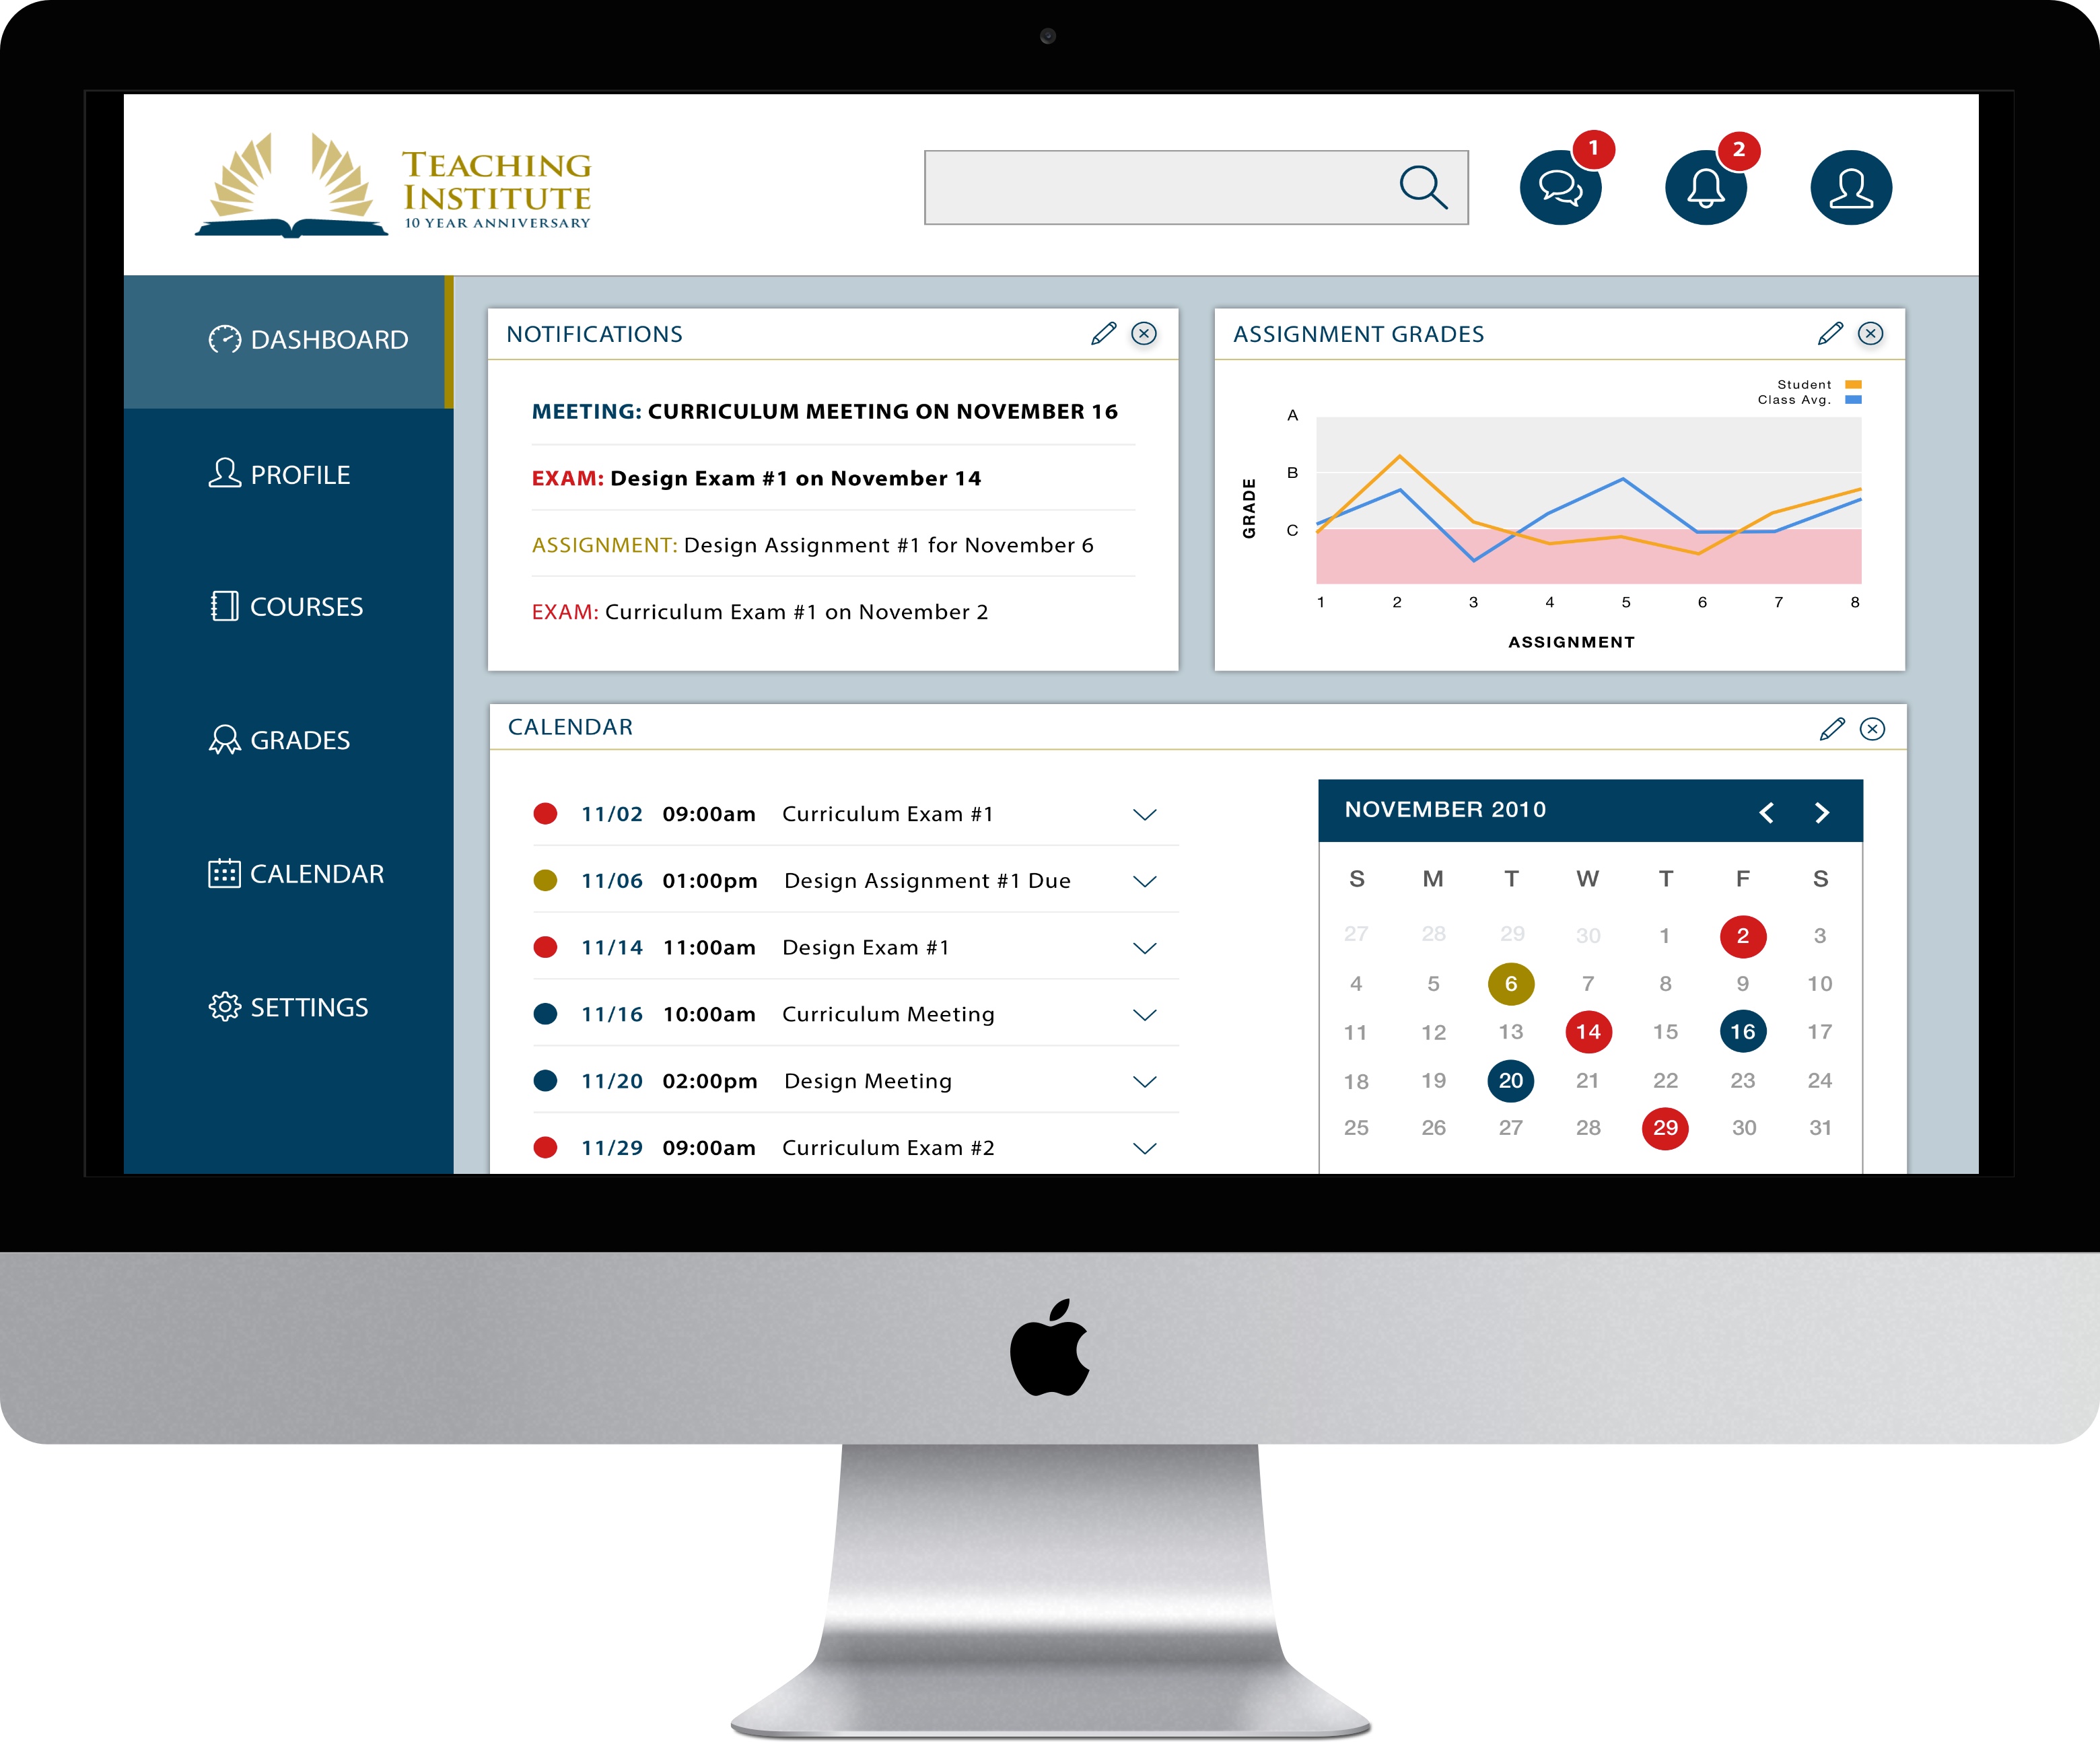 TEACHING
INSTITUTE
10 YEAR ANNIVERSARY
1
2
DASHBOARD
PROFILE
COURSES
GRADES
CALENDAR
SETTINGS
NOTIFICATIONS
MEETING: CURRICULUM MEETING ON NOVEMBER 16
EXAM: Design Exam #1 on November 14
ASSIGNMENT: Design Assignment #1 for November 6
EXAM: Curriculum Exam #1 on November 2
ASSIGNMENT GRADES
Student
Class Avg.
A
B
C
GRADE
1 2 3 4 5 6 7 8
ASSIGNMENT
CALENDAR
11/02 09:00am Curriculum Exam #1
11/06 01:00pm Design Assignment #1 Due
11/14 11:00am Design Exam #1
11/16 10:00am Curriculum Meeting
11/20 02:00pm Design Meeting
11/29 09:00am Curriculum Exam #2
NOVEMBER 2010
S M T W T F S
27 28 29 30 1 2 3
4 5 6 7 8 9 10
11 12 13 14 15 16 17
18 19 20 21 22 23 24
25 26 27 28 29 30 31